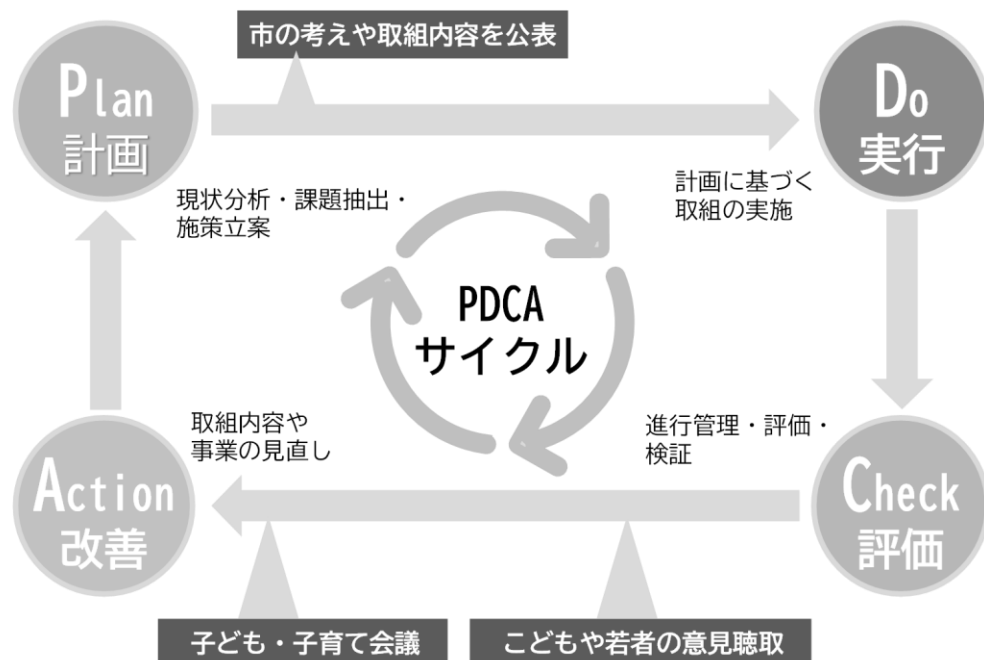 市の考えや取組内容を公表
Plan
計画
Do
実行
現状分析・課題抽出・
施策立案
計画に基づく
取組の実施
PDCA
サイクル
取組内容や
事業の見直し
進行管理・評価・
検証
Action
改善
Check
評価
子ども・子育て会議
こどもや若者の意見聴取